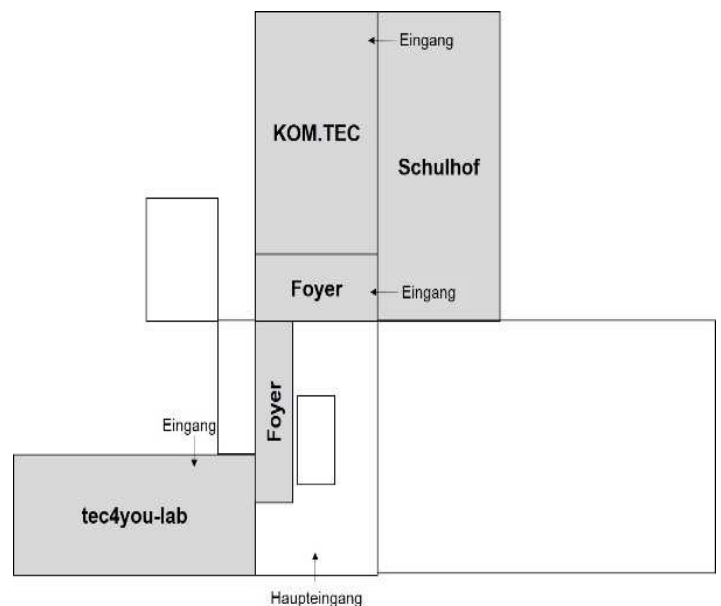 Eingang
KOM.TEC
Schulhof
Foyer
Eingang
Foyer
Eingang
tec4you-lab
Haupteingang